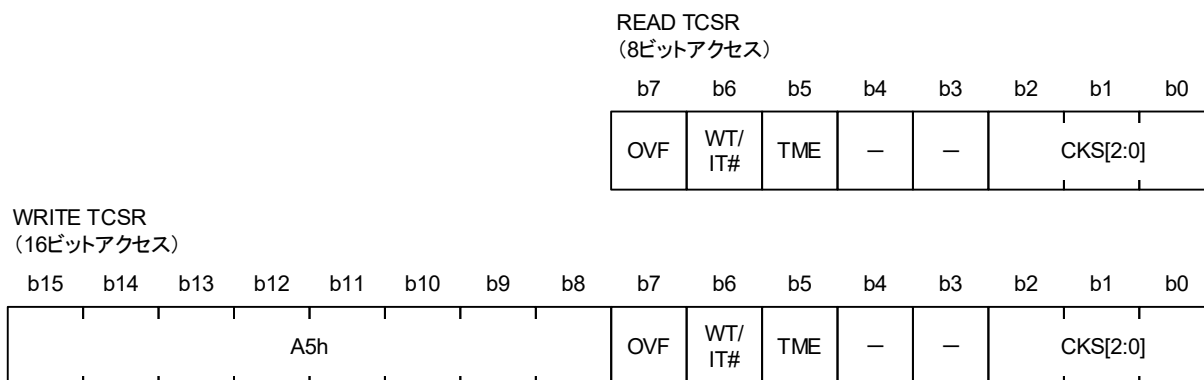 READ TCSR
（8ビットアクセス）
b7 b6 b5 b4 b3 b2 b1 b0
OVF WT/IT# TME － － CKS[2:0]
WRITE TCSR
（16ビットアクセス）
b15 b14 b13 b12 b11 b10 b9 b8 b7 b6 b5 b4 b3 b2 b1 b0
A5h OVF WT/IT# TME － － CKS[2:0]